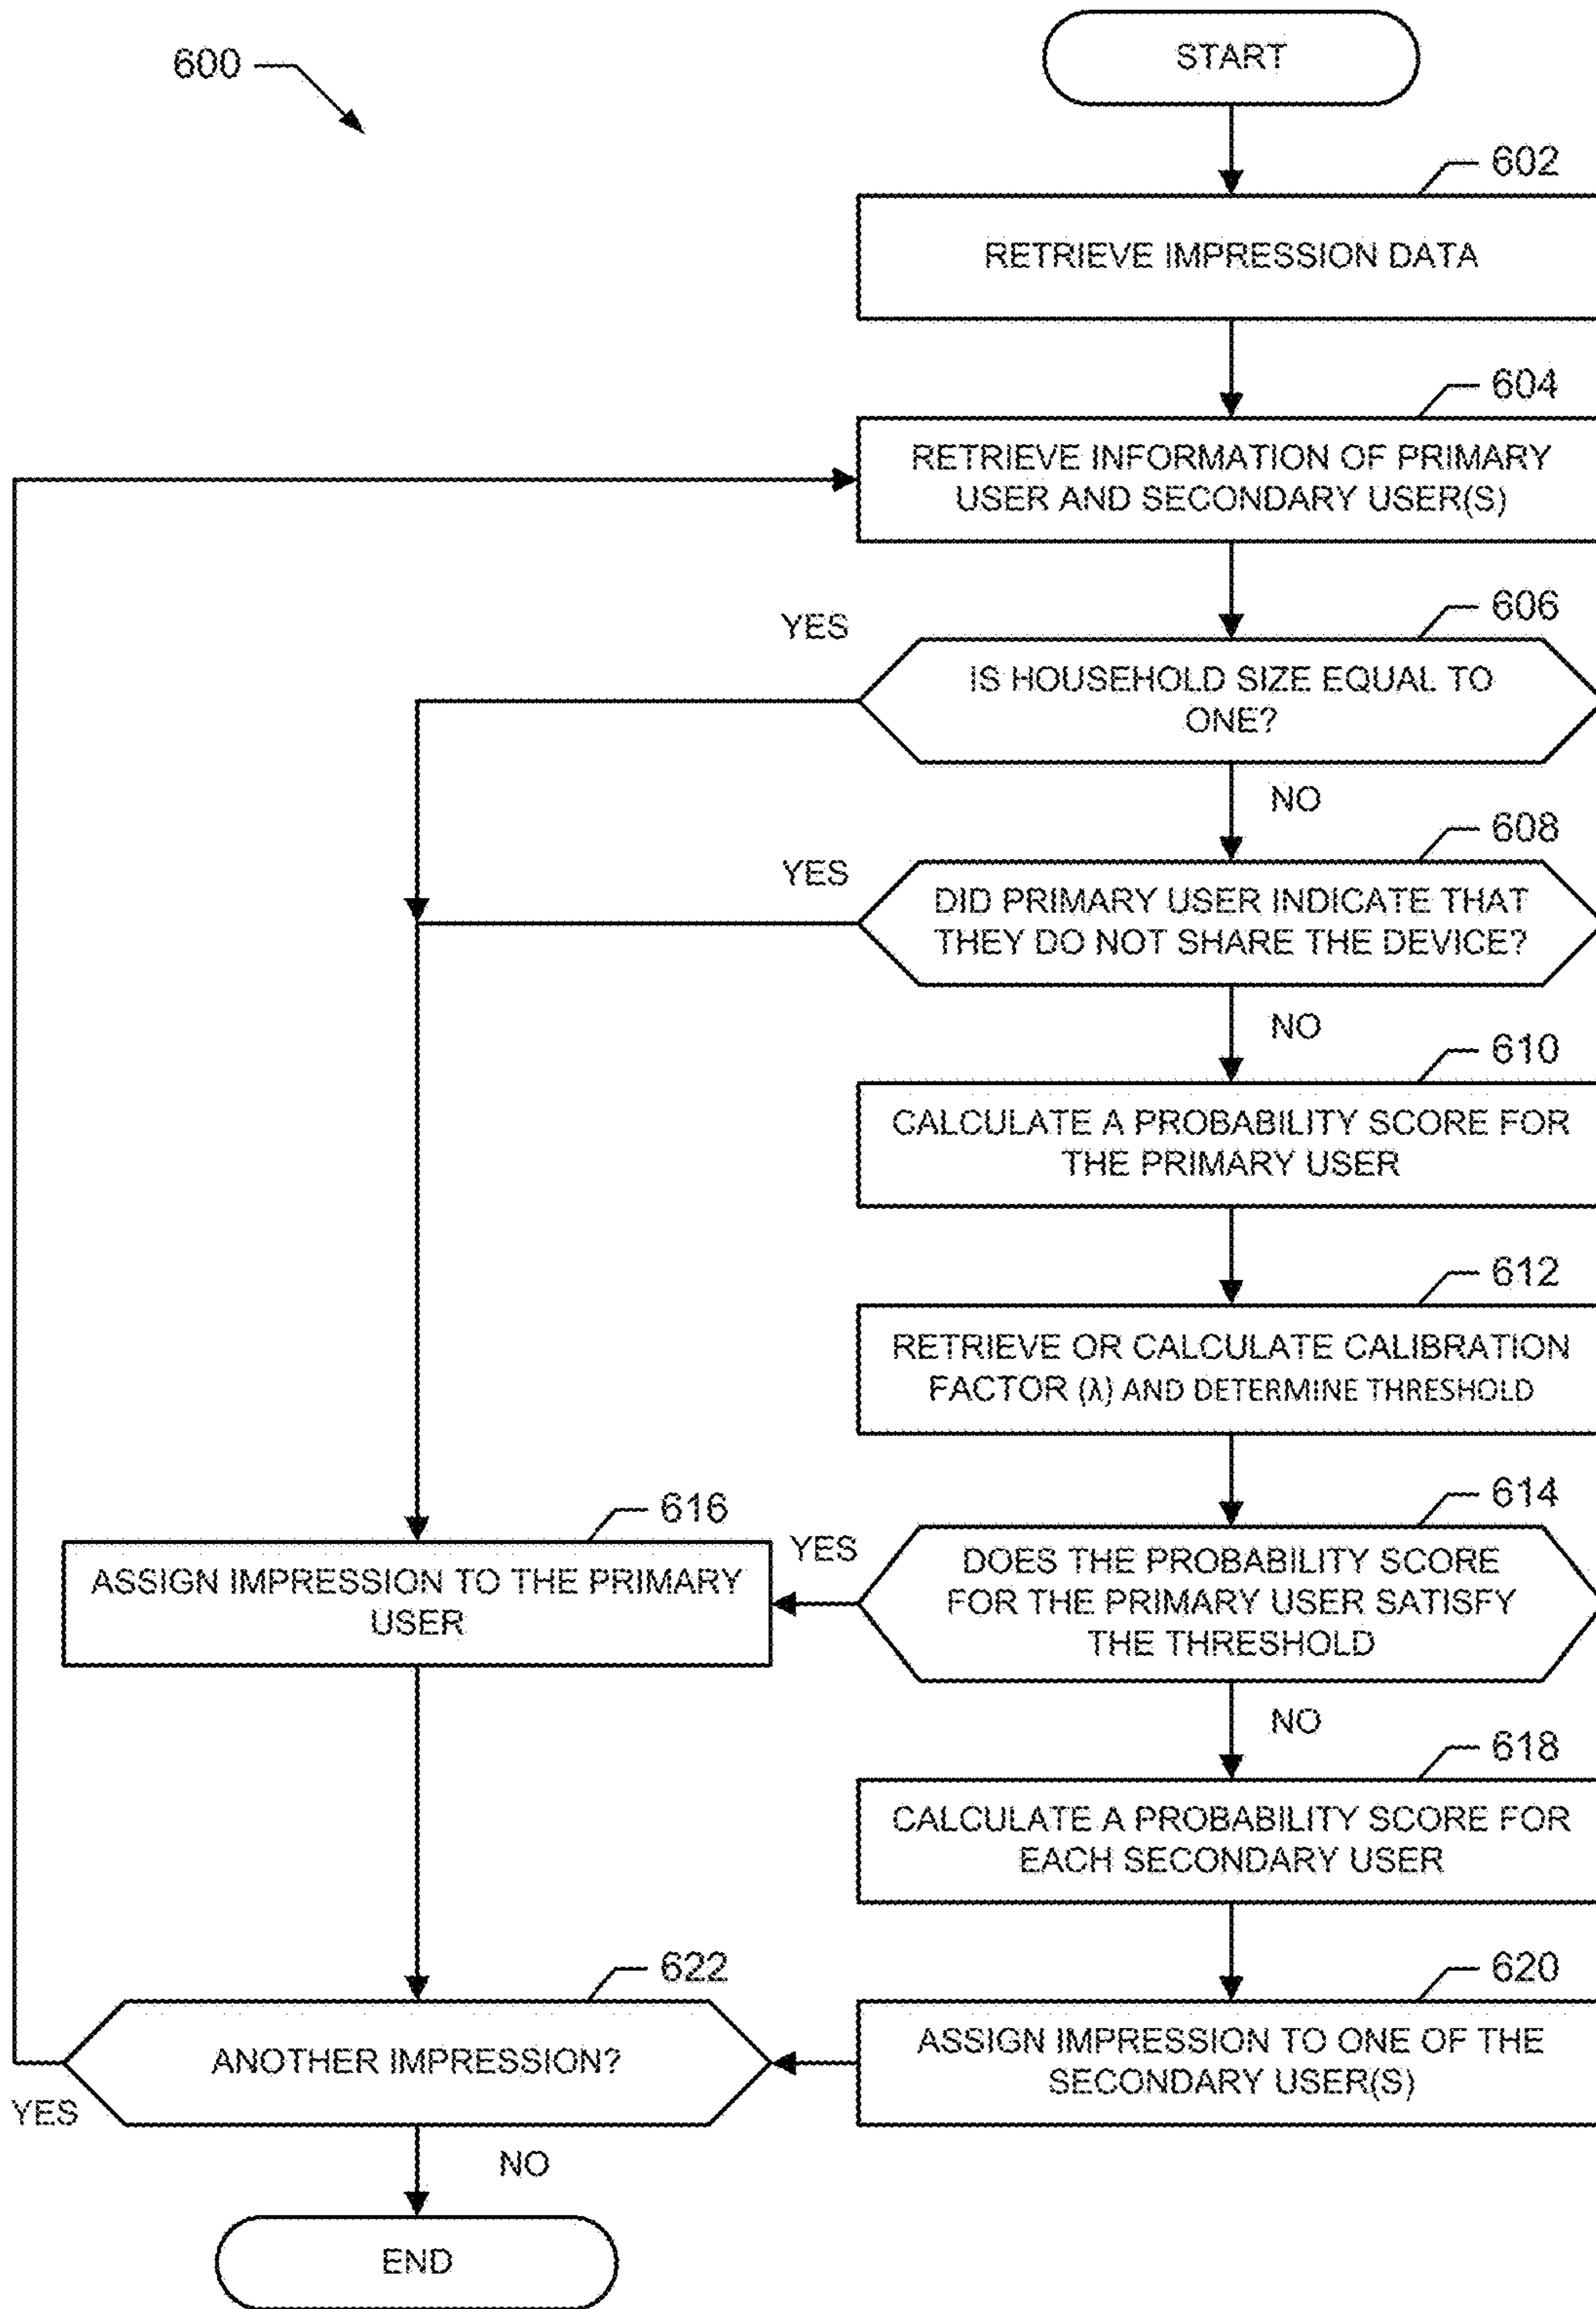 600
START
602
RETRIEVE IMPRESSION DATA
604
RETRIEVE INFORMATION OF PRIMARY
USER AND SECONDARY USER(S)
606
YES
IS HOUSEHOLD SIZE EQUAL TO
ONE?
NO
608
YES
DID PRIMARY USER INDICATE THAT
THEY DO NOT SHARE THE DEVICE?
NO
610
CALCULATE A PROBABILITY SCORE FOR
THE PRIMARY USER
612
RETRIEVE OR CALCULATE CALIBRATION
FACTOR (λ) AND DETERMINE THRESHOLD
614
YES
DOES THE PROBABILITY SCORE
FOR THE PRIMARY USER SATISFY
THE THRESHOLD
616
ASSIGN IMPRESSION TO THE PRIMARY
USER
NO
618
CALCULATE A PROBABILITY SCORE FOR
EACH SECONDARY USER
620
ASSIGN IMPRESSION TO ONE OF THE
SECONDARY USER(S)
622
ANOTHER IMPRESSION?
YES
NO
END